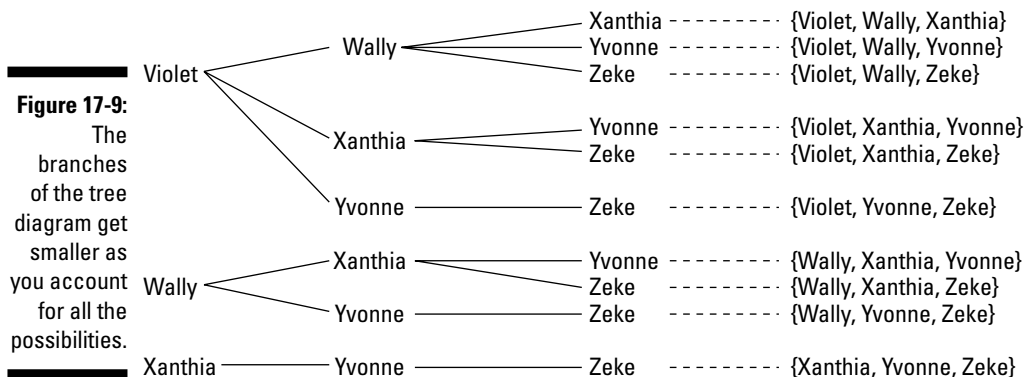 Figure 17-9:
The
branches
of the tree
diagram get
smaller as
you account
for all the
possibilities.
Violet
Wally
Xanthia {Violet, Wally, Xanthia}
Yvonne {Violet, Wally, Yvonne}
Zeke {Violet, Wally, Zeke}
Xanthia
Yvonne {Violet, Xanthia, Yvonne}
Zeke {Violet, Xanthia, Zeke}
Yvonne Zeke {Violet, Yvonne, Zeke}
Wally
Xanthia
Yvonne {Wally, Xanthia, Yvonne}
Zeke {Wally, Xanthia, Zeke}
Yvonne Zeke {Wally, Yvonne, Zeke}
Xanthia Yvonne Zeke {Xanthia, Yvonne, Zeke}